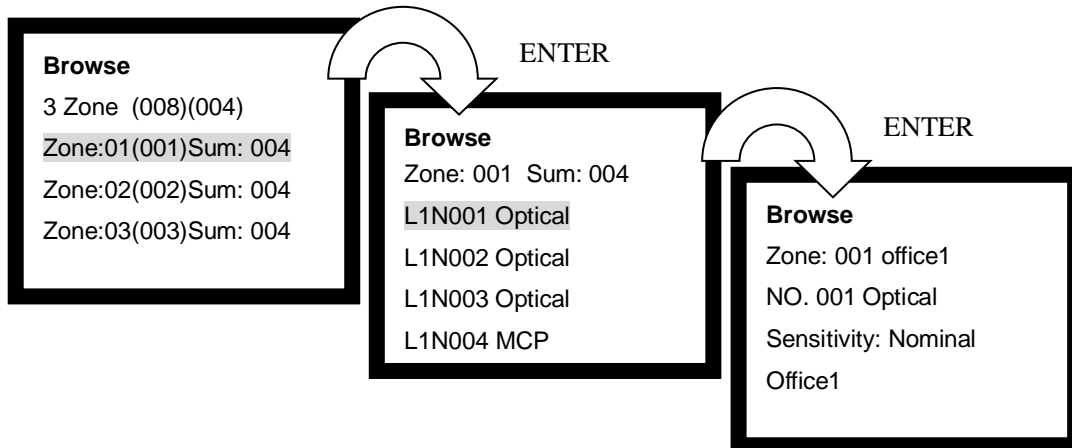 Browse
3 Zone (008)(004)
Zone:01(001)Sum: 004
Zone:02(002)Sum: 004
Zone:03(003)Sum: 004
ENTER
Browse
Zone: 001 Sum: 004
L1N001 Optical
L1N002 Optical
L1N003 Optical
L1N004 MCP
ENTER
Browse
Zone: 001 office1
NO. 001 Optical
Sensitivity: Nominal
Office1